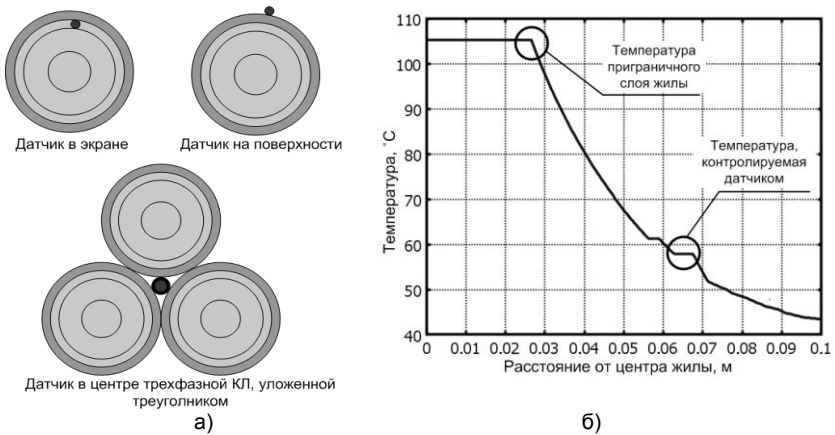 Датчик в экране
Датчик на поверхности
Датчик в центре трехфазной КЛ, уложенной
треуголником
а)
Температура, ˚С
110
100
90
80
70
60
50
40
Температура
приграничного
слоя жилы
Температура,
контролируемая
датчиком
0 0.01 0.02 0.03 0.04 0.05 0.06 0.07 0.08 0.09 0.1
Расстояние от центра жилы, м
б)